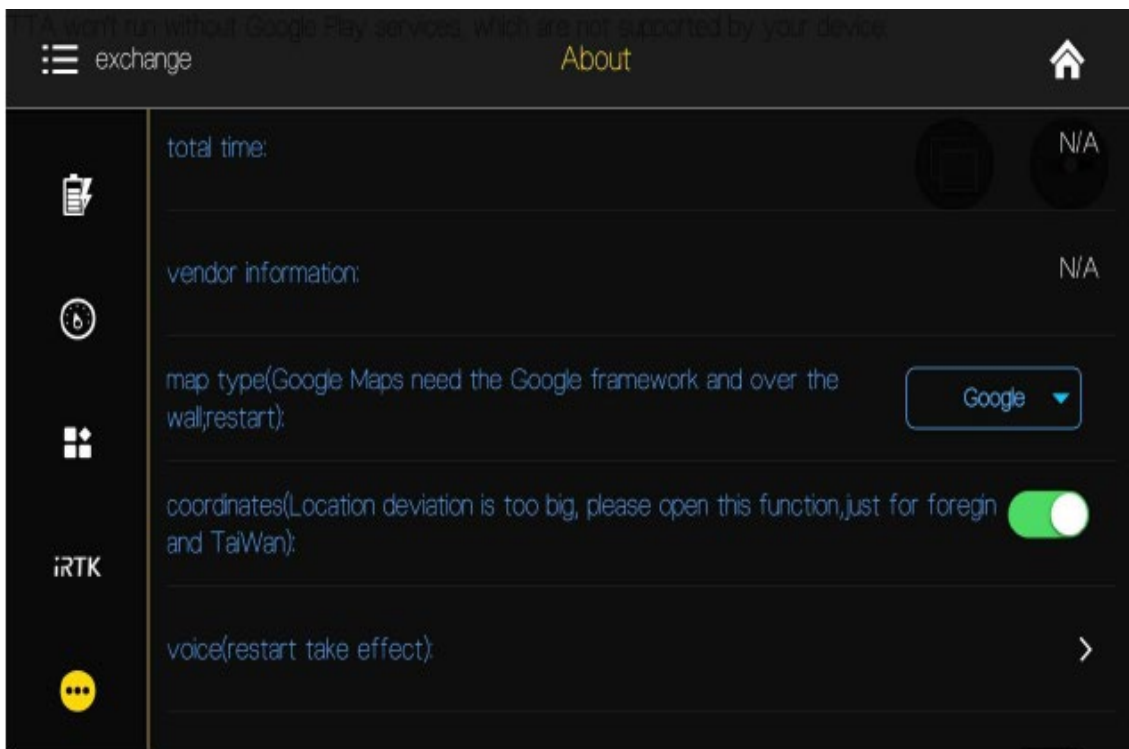 TTA won't run without Google Play services, which are not supported by your device.
exchange
About
total time:
N/A
vendor information:
N/A
map type(Google Maps need the Google framework and over the
wall;restart):
Google
coordinates(Location deviation is too big, please open this function,just for foregin
and TaiWan):
iRTK
voice(restart take effect):